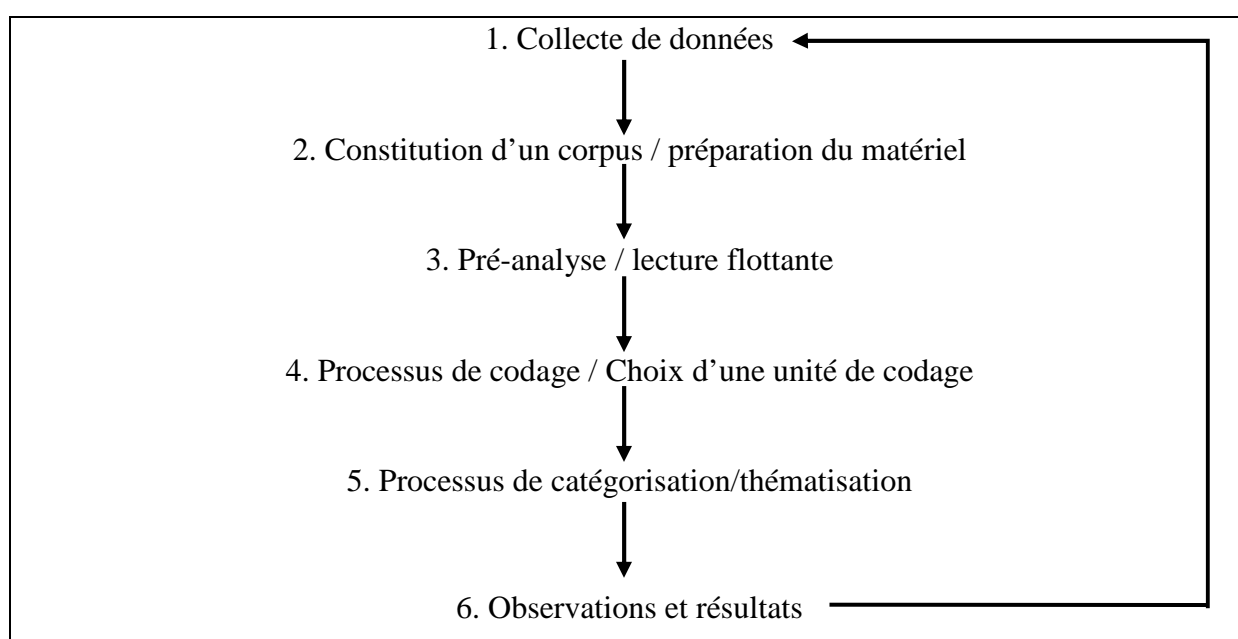 1. Collecte de données
2. Constitution d’un corpus / préparation du matériel
3. Pré-analyse / lecture flottante
4. Processus de codage / Choix d’une unité de codage
5. Processus de catégorisation/thématisation
6. Observations et résultats